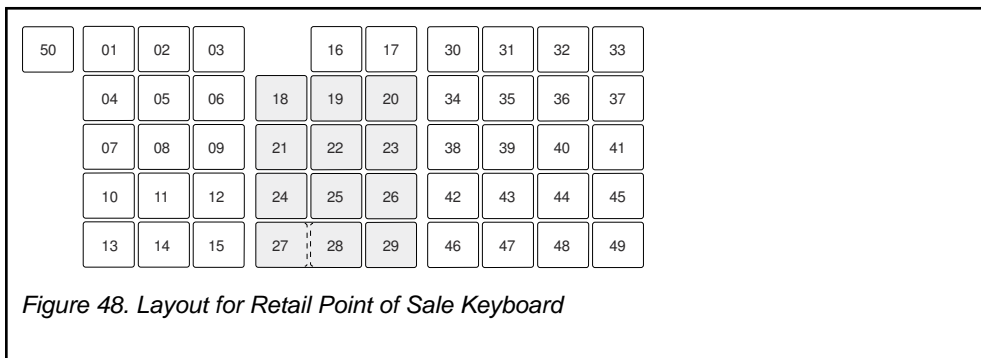 50 01 02 03 16 17 30 31 32 33
04 05 06 18 19 20 34 35 36 37
07 08 09 21 22 23 38 39 40 41
10 11 12 24 25 26 42 43 44 45
13 14 15 27 28 29 46 47 48 49
Figure 48. Layout for Retail Point of Sale Keyboard